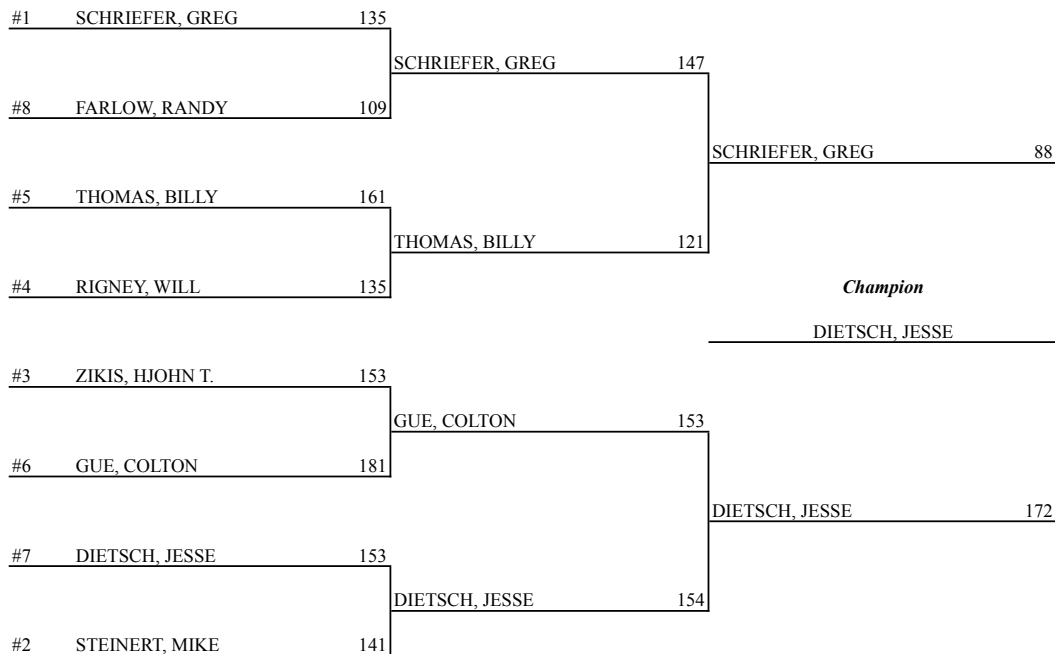 #1 SCHRIEFER, GREG 135
SCHRIEFER, GREG 147
#8 FARLOW, RANDY 109
SCHRIEFER, GREG 88
#5 THOMAS, BILLY 161
THOMAS, BILLY 121
#4 RIGNEY, WILL 135
Champion
DIETSCH, JESSE
#3 ZIKIS, HJOHN T. 153
GUE, COLTON 153
#6 GUE, COLTON 181
DIETSCH, JESSE 172
#7 DIETSCH, JESSE 153
DIETSCH, JESSE 154
#2 STEINERT, MIKE 141